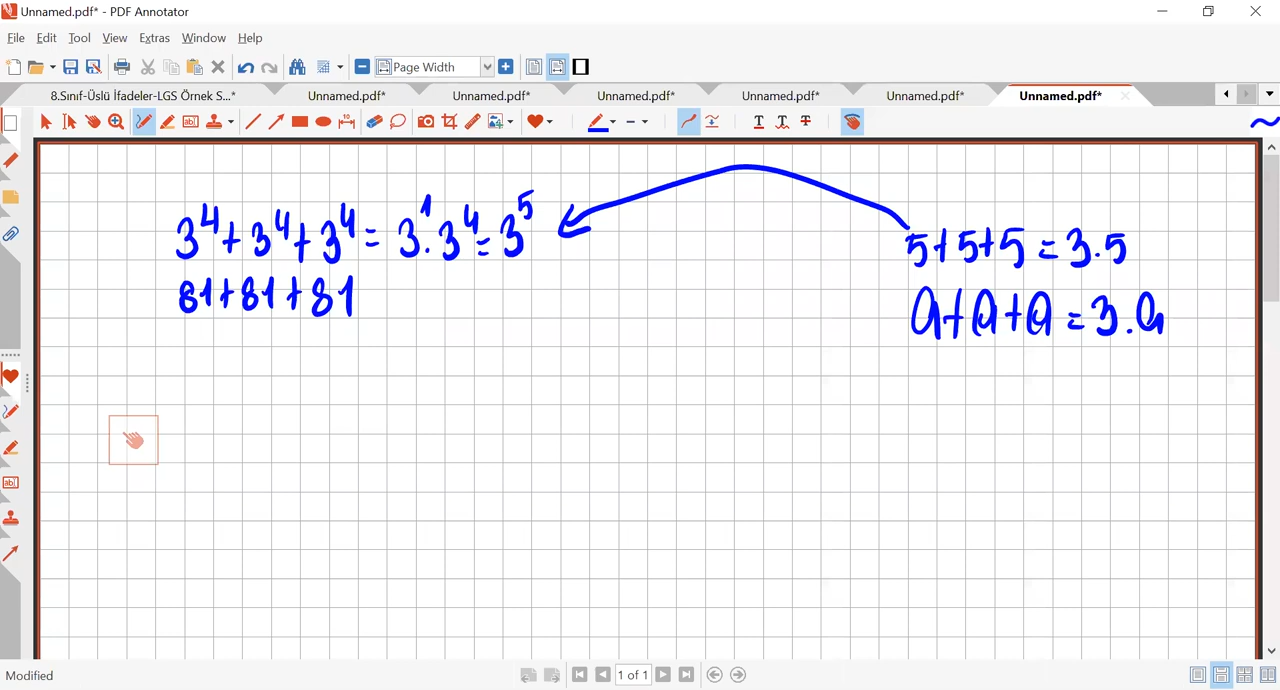 Unnamed.pdf* - PDF Annotator
File Edit Tool View Extras Window Help
Page Width
8.Sınıf-Üslü İfadeler-LGS Örnek S...* Unnamed.pdf* Unnamed.pdf* Unnamed.pdf* Unnamed.pdf* Unnamed.pdf* Unnamed.pdf*
3⁴+3⁴+3⁴=3¹.3⁴=3⁵
81+81+81
5+5+5=3.5
a+a+a=3.a
Modified
1 of 1